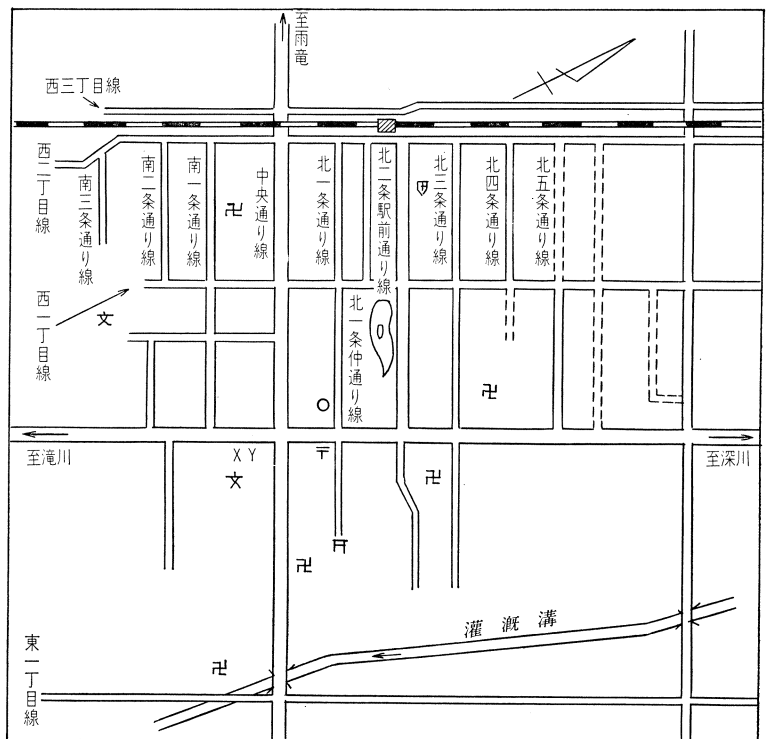 至雨竜
西三丁目線
西二丁目線
南三条通り線
南二条通り線
南一条通り線
中央通り線
北一条通り線
北二条駅前通り線
北三条通り線
北四条通り線
北五条通り線
西一丁目線
文
北一条仲通り線
至滝川
XY
文
〒
至深川
灌漑溝
東一丁目線